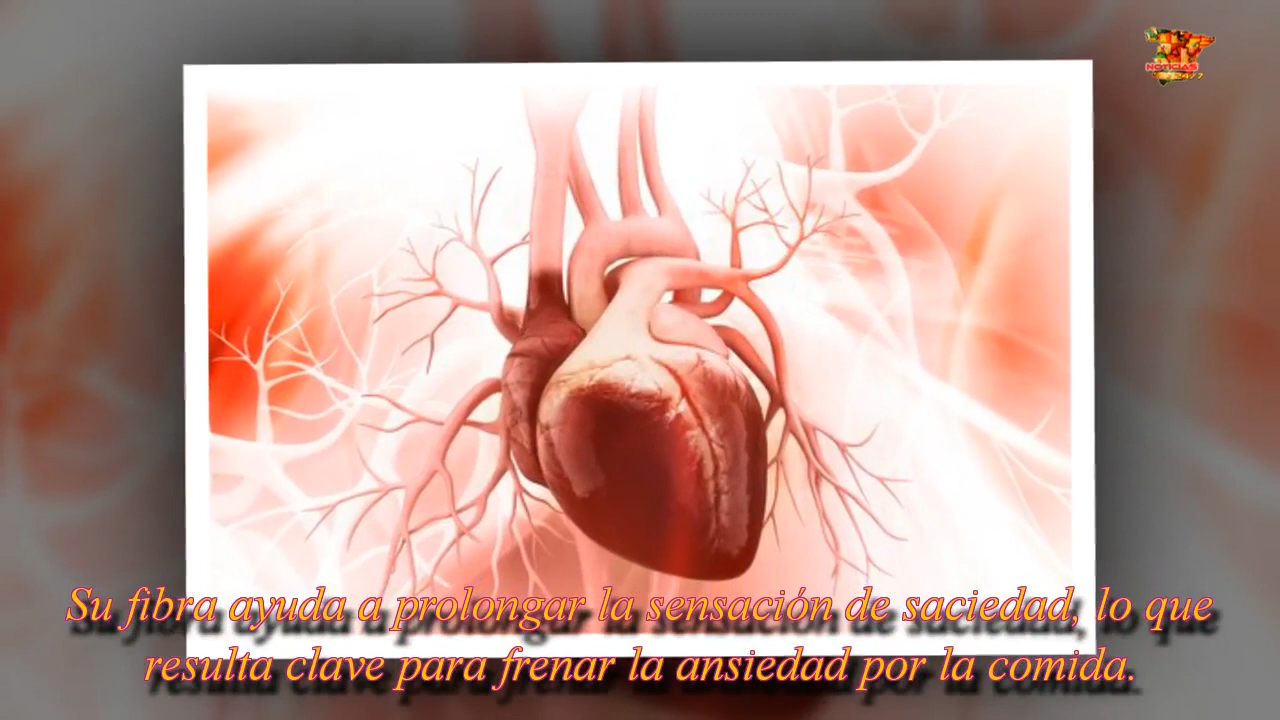 NOTICIAS
Su fibra ayuda a prolongar la sensación de saciedad, lo que
resulta clave para frenar la ansiedad por la comida.